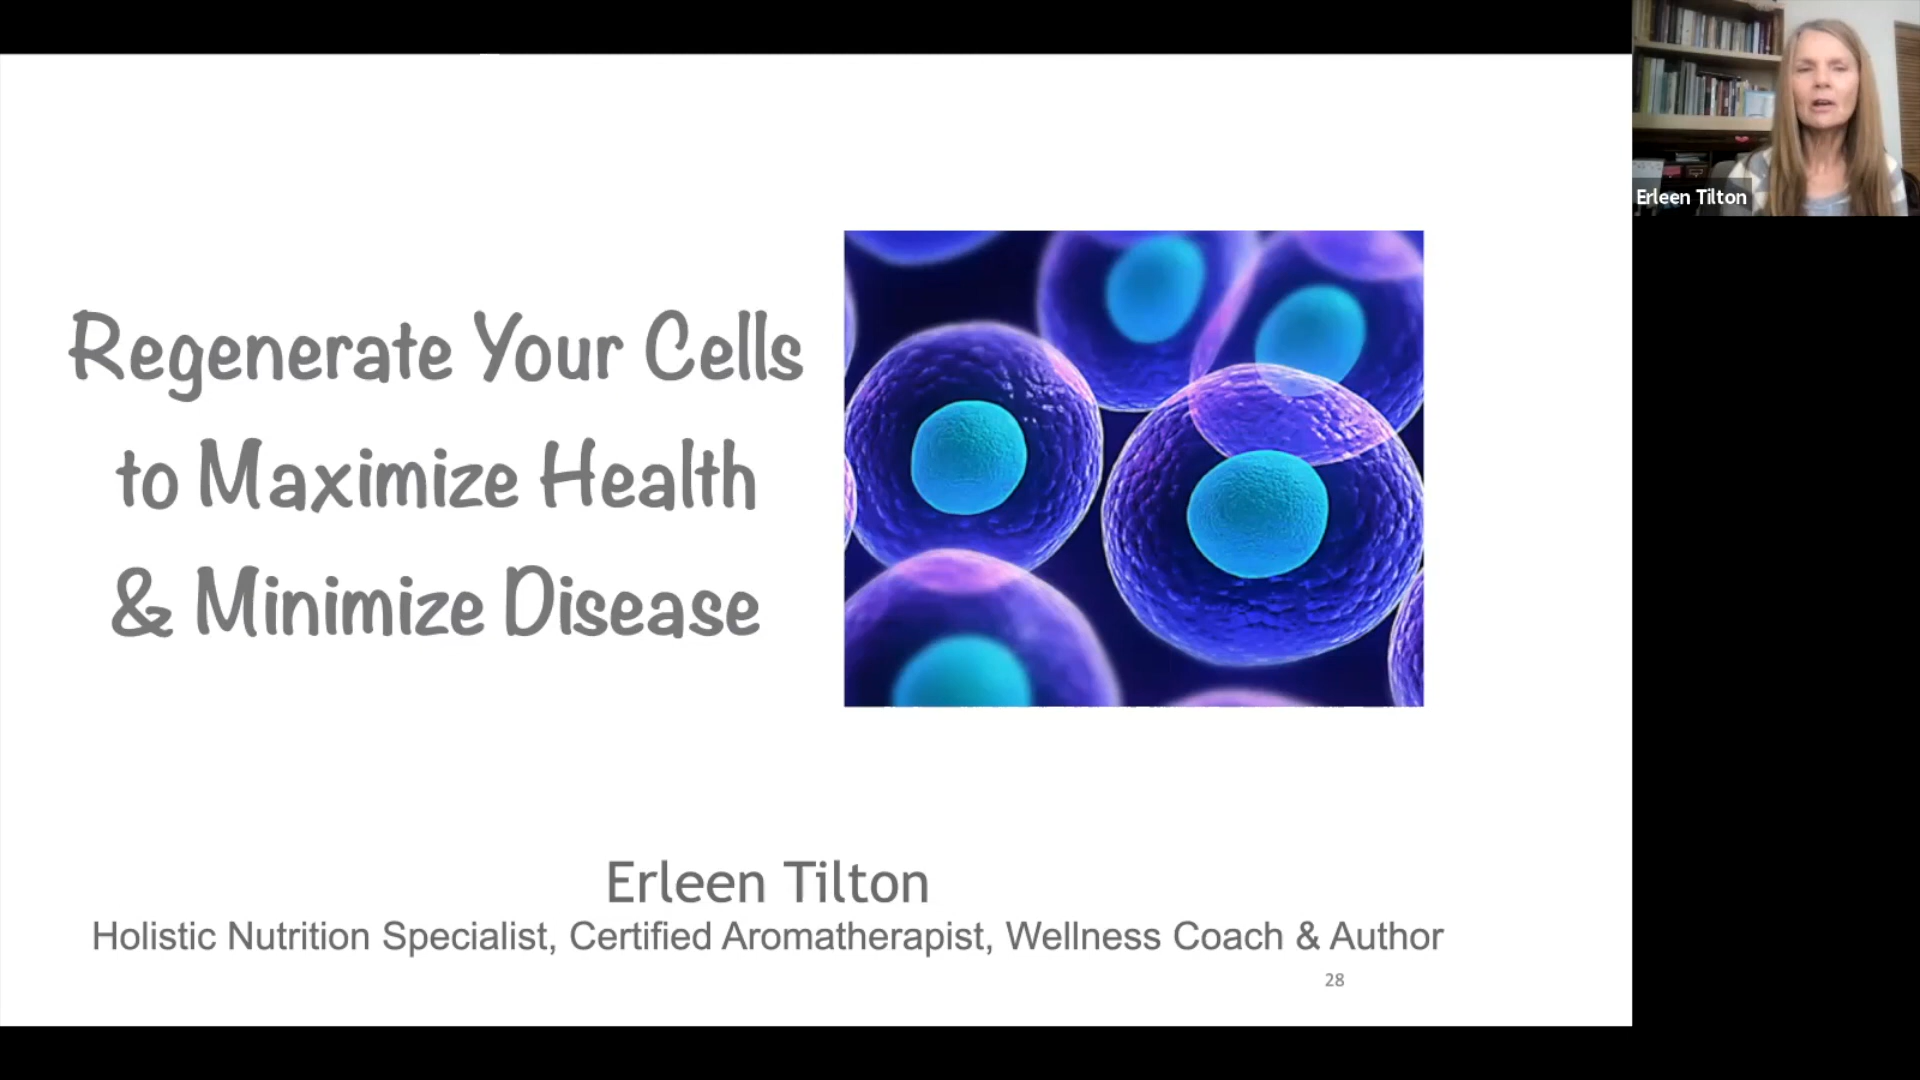 Regenerate Your Cells
to Maximize Health
& Minimize Disease
Erleen Tilton
Erleen Tilton
Holistic Nutrition Specialist, Certified Aromatherapist, Wellness Coach & Author
28